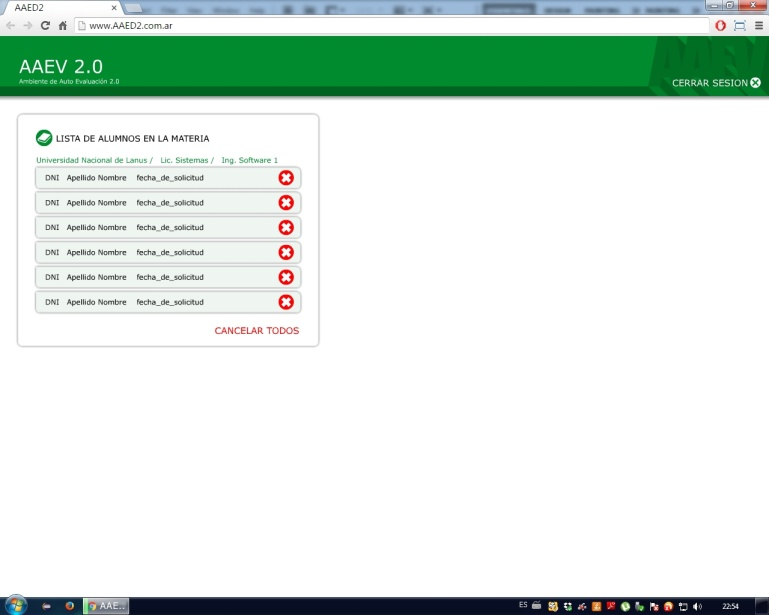 AAED2
www.AAED2.com.ar
AAEV 2.0
Ambiente de Auto Evaluación 2.0
AAEV
CERRAR SESION
LISTA DE ALUMNOS EN LA MATERIA
Universidad Nacional de Lanus / Lic. Sistemas / Ing. Software 1
DNI Apellido Nombre fecha_de_solicitud
DNI Apellido Nombre fecha_de_solicitud
DNI Apellido Nombre fecha_de_solicitud
DNI Apellido Nombre fecha_de_solicitud
DNI Apellido Nombre fecha_de_solicitud
DNI Apellido Nombre fecha_de_solicitud
CANCELAR TODOS
AAE...
ES
22:54